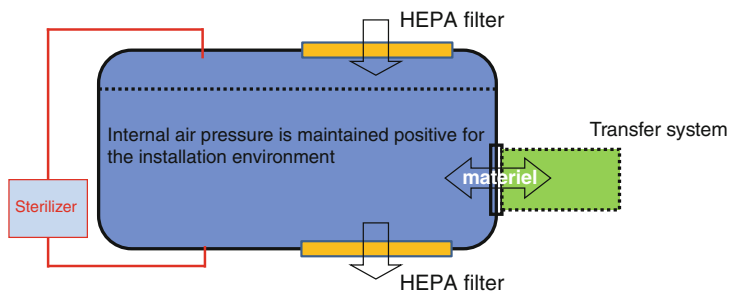 HEPA filter
Internal air pressure is maintained positive for
the installation environment
Transfer system
materiel
Sterilizer
HEPA filter